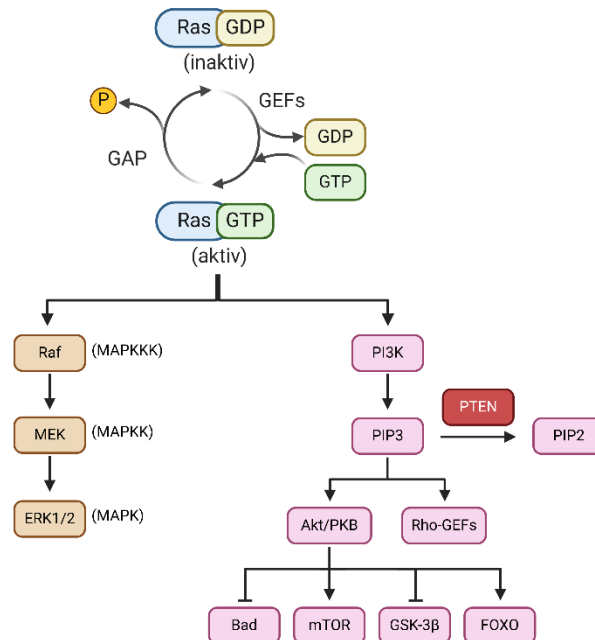 Ras GDP
(inaktiv)
P
GEFs
GDP
GAP
GTP
Ras GTP
(aktiv)
Raf (MAPKKK)
PI3K
PTEN
MEK (MAPKK)
PIP3
PIP2
ERK1/2 (MAPK)
Akt/PKB
Rho-GEFs
Bad
mTOR
GSK-3β
FOXO